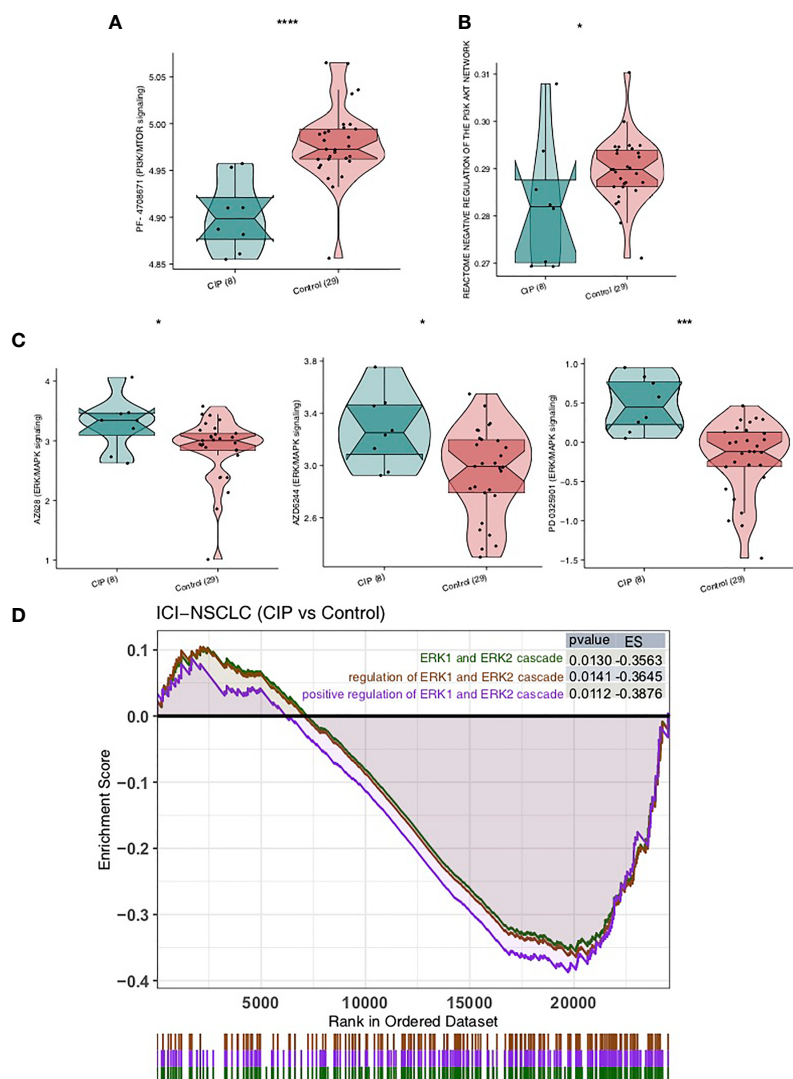 A
****
PF- 4708671 (PI3K/MTOR signaling)
5.05
5.00
4.95
4.90
4.85
CIP (8)
Control (29)
B
*
REACTOME NEGATIVE REGULATION OF THE PI3K AKT NETWORK
0.31
0.30
0.29
0.28
0.27
CIP (8)
Control (29)
C
*
AZ628 (ERK/MAPK signaling)
4
3
2
1
CIP (8)
Control (29)
*
AZD6244 (ERK/MAPK signaling)
3.8
3.4
3.0
2.6
CIP (8)
Control (29)
***
PD 0325901 (ERK/MAPK signaling)
1.0
0.5
0.0
−0.5
−1.0
−1.5
CIP (8)
Control (29)
D
ICI−NSCLC (CIP vs Control)
pvalue ES
ERK1 and ERK2 cascade 0.0130 -0.3563
regulation of ERK1 and ERK2 cascade 0.0141 -0.3645
positive regulation of ERK1 and ERK2 cascade 0.0112 -0.3876
Enrichment Score
0.1
0.0
−0.1
−0.2
−0.3
−0.4
5000 10000 15000 20000
Rank in Ordered Dataset